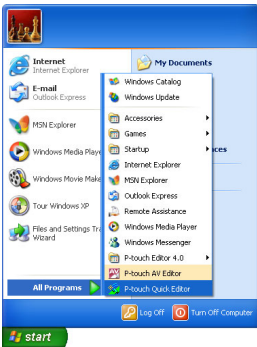 Internet
Internet Explorer
My Documents
E-mail
Outlook Express
MSN Explorer
Windows Media Playe
Windows Movie Make
Tour Windows XP
Files and Settings Tra
Wizard
Windows Catalog
Windows Update
Accessories
Games
Startup
Internet Explorer
MSN Explorer
Outlook Express
Remote Assistance
Windows Media Player
Windows Messenger
P-touch Editor 4.0
P-touch AV Editor
P-touch Quick Editor
ces
All Programs
Log Off
Turn Off Computer
start